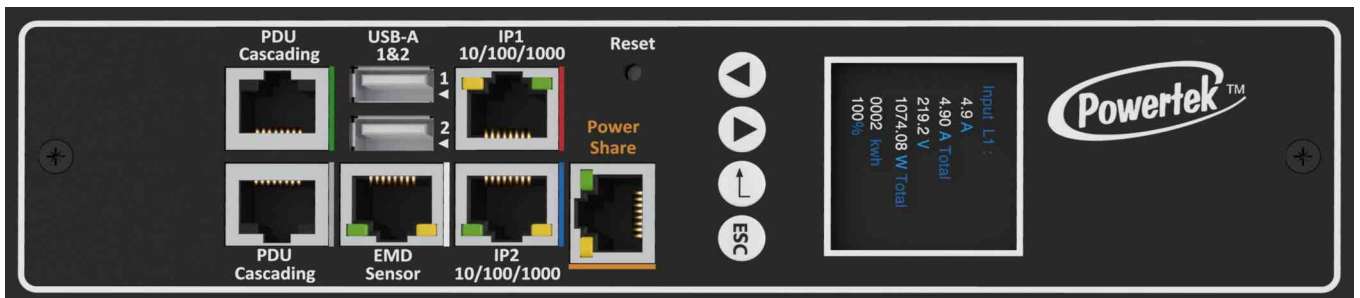 PDU
Cascading
USB-A
1&2
IP1
10/100/1000
Reset
1
2
Power
Share
PDU
Cascading
EMD
Sensor
IP2
10/100/1000
ESC
Input L1 :
4.9 A
4.90 A Total
219.2 V
1074.08 W Total
0002 kwh
100%
Powertek™